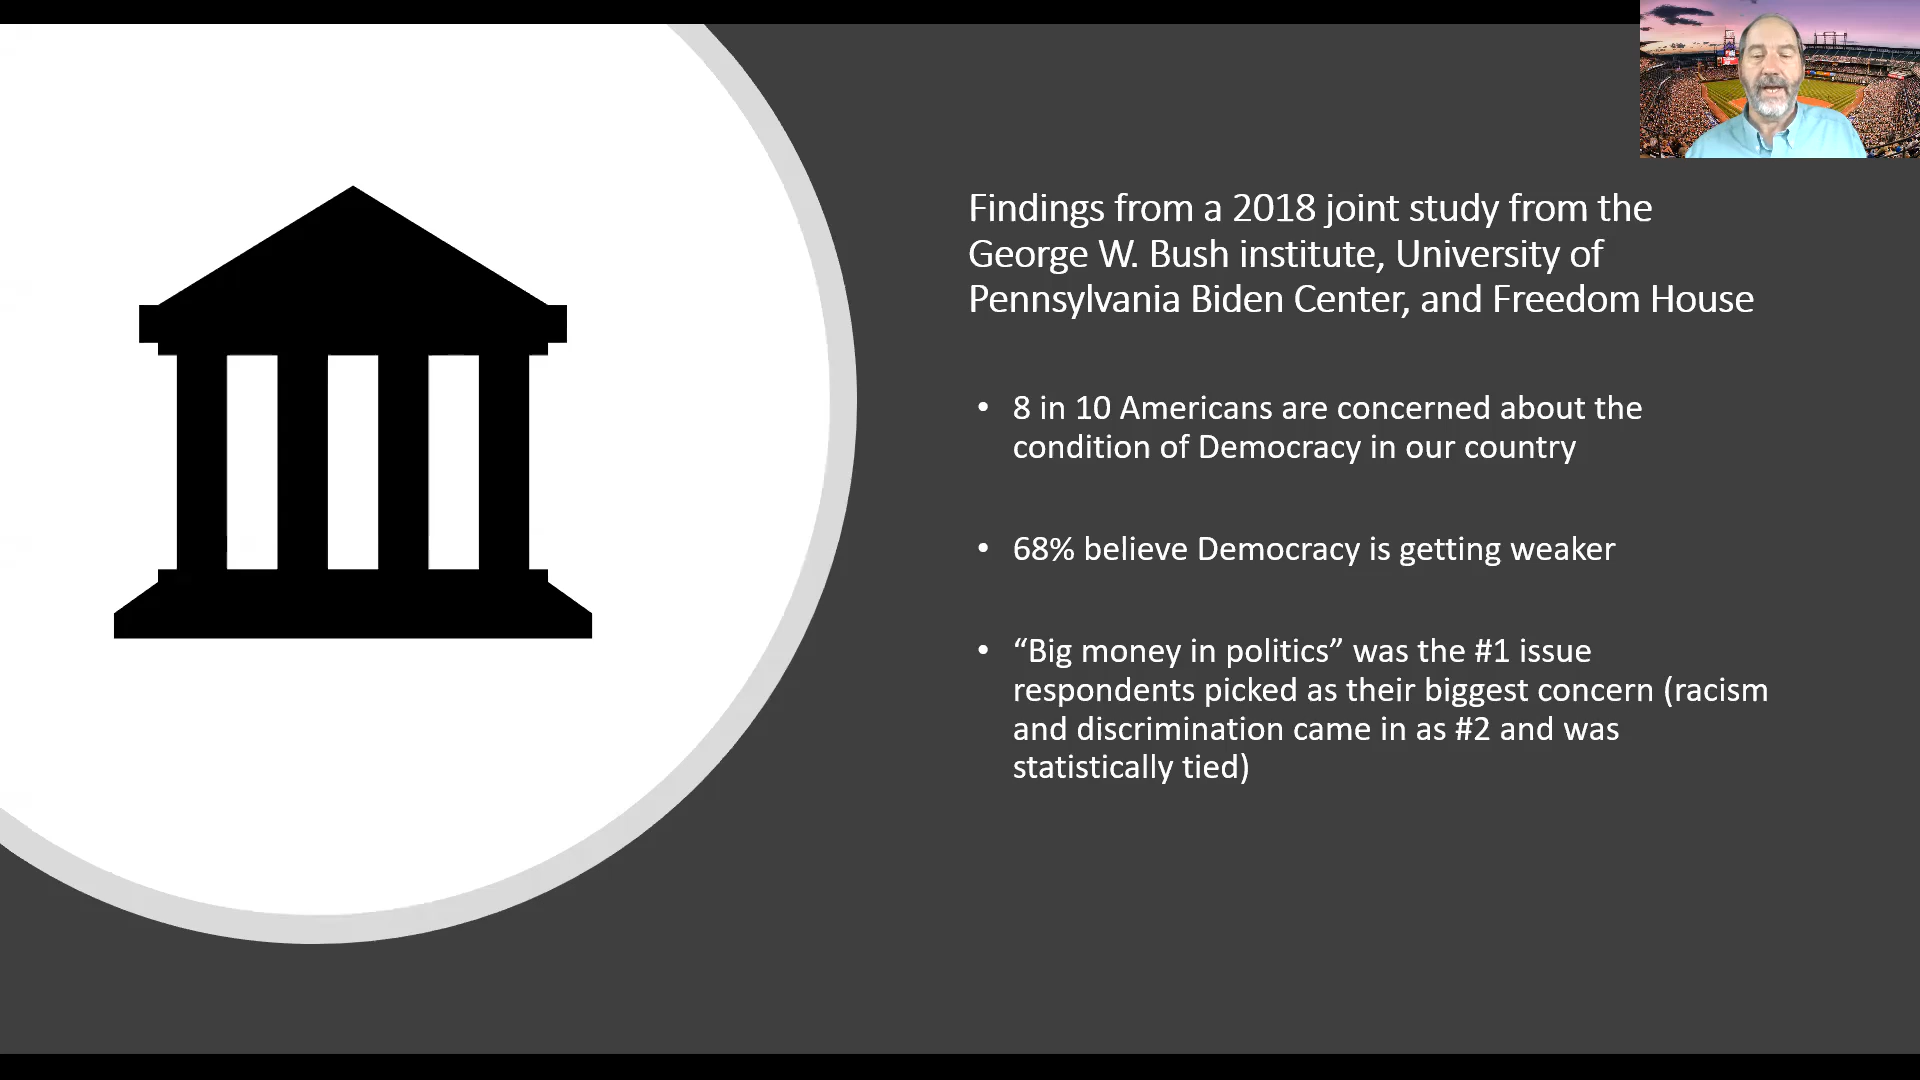 Findings from a 2018 joint study from the
George W. Bush institute, University of
Pennsylvania Biden Center, and Freedom House
• 8 in 10 Americans are concerned about the
condition of Democracy in our country
• 68% believe Democracy is getting weaker
• “Big money in politics” was the #1 issue
respondents picked as their biggest concern (racism
and discrimination came in as #2 and was
statistically tied)